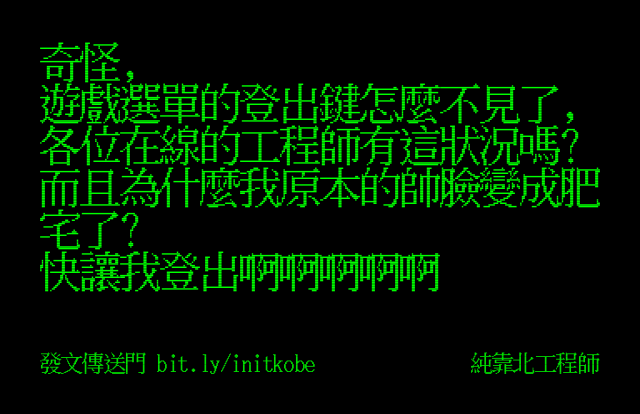 奇怪,
遊戲選單的登出鍵怎麼不見了,
各位在線的工程師有這狀況嗎?
而且為什麼我原本的帥臉變成肥
宅了?
快讓我登出啊啊啊啊啊
發文傳送門 bit.ly/initkobe
純靠北工程師